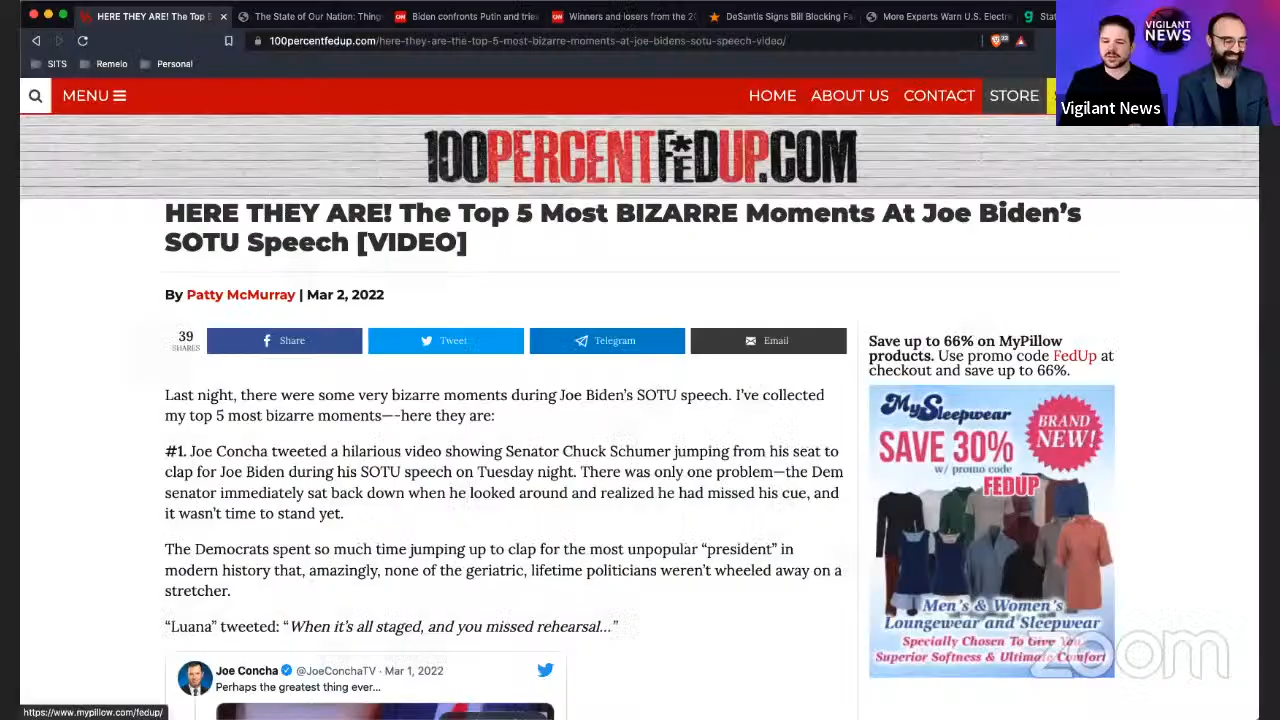 HERE THEY ARE! The Top 5
The State of Our Nation: Thing
Biden confronts Putin and trie
Winners and losers from the 20
DeSantis Signs Bill Blocking Fa
More Experts Warn U.S. Electri
100percentfedup.com/here-they-are-the-top-5-most-bizarre-moments-at-joe-bidens-sotu-speech-video/
SITS Remelo Personal
VIGILANT
NEWS
Vigilant News
MENU HOME ABOUT US CONTACT STORE
100PERCENTF*EDUP.COM
HERE THEY ARE! The Top 5 Most BIZARRE Moments At Joe Biden's
SOTU Speech [VIDEO]
By Patty McMurray | Mar 2, 2022
39
SHARES
Share
Tweet
Telegram
Email
Last night, there were some very bizarre moments during Joe Biden's SOTU speech. I've collected
my top 5 most bizarre moments—-here they are:
#1. Joe Concha tweeted a hilarious video showing Senator Chuck Schumer jumping from his seat to
clap for Joe Biden during his SOTU speech on Tuesday night. There was only one problem—the Dem
senator immediately sat back down when he looked around and realized he had missed his cue, and
it wasn't time to stand yet.
The Democrats spent so much time jumping up to clap for the most unpopular "president" in
modern history that, amazingly, none of the geriatric, lifetime politicians weren't wheeled away on a
stretcher.
"Luana" tweeted: "When it's all staged, and you missed rehearsal…"
Joe Concha @JoeConchaTV · Mar 1, 2022
Perhaps the greatest thing ever...
Save up to 66% on MyPillow
products. Use promo code FedUp at
checkout and save up to 66%.
MySleepwear
BRAND
NEW!
SAVE 30%
w/ promo code
FEDUP
Men's & Women's
Loungewear and Sleepwear
Specially Chosen To Give You
Superior Softness & Ultimate Comfort
zoom
https://www.mypillow.com/fedup/